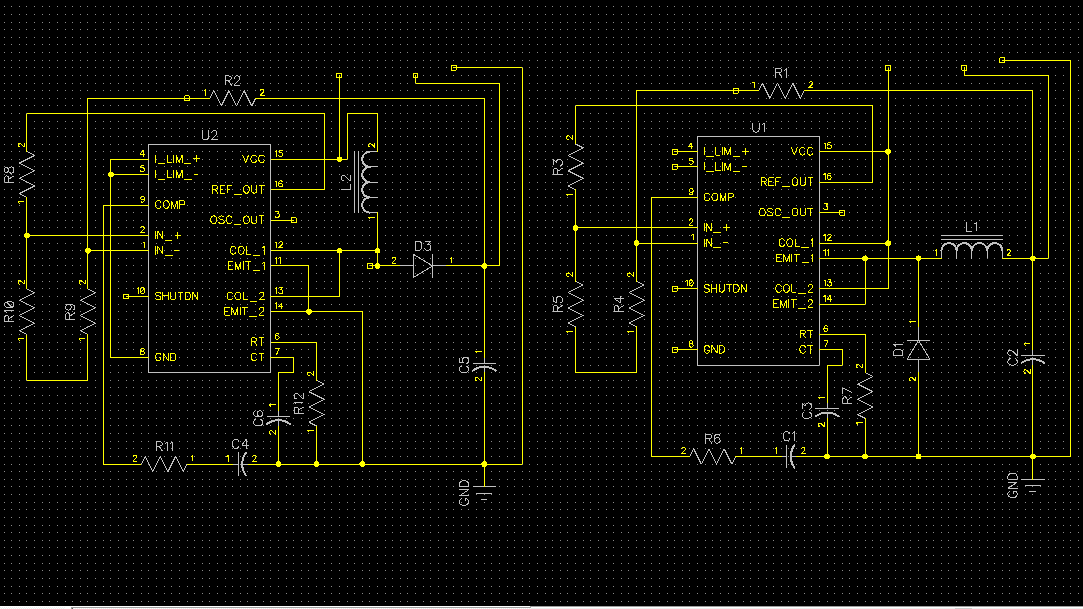 R2
1 2
U2
4 I_LIM_+ VCC 15
5 I_LIM_-
REF_OUT 16
9 COMP
OSC_OUT 3
2 IN_+
1 IN_- COL_1 12
EMIT_1 11
10 SHUTDN COL_2 13
EMIT_2 14
RT 6
8 GND CT 7
2
R8
1
2
R10
1
2
R9
1
2
L2
1
D3
2 1
1
C5
2
1
C6
2
2
R12
1
R11
2 1
C4
1 2
GND
R1
1 2
U1
4 I_LIM_+ VCC 15
5 I_LIM_-
REF_OUT 16
9 COMP
OSC_OUT 3
2 IN_+
1 IN_- COL_1 12
EMIT_1 11
10 SHUTDN COL_2 13
EMIT_2 14
RT 6
8 GND CT 7
2
R3
1
2
R5
1
2
R4
1
L1
1 2
1
D1
2
1
C2
2
1
C3
2
2
R7
1
R6
2 1
C1
1 2
GND